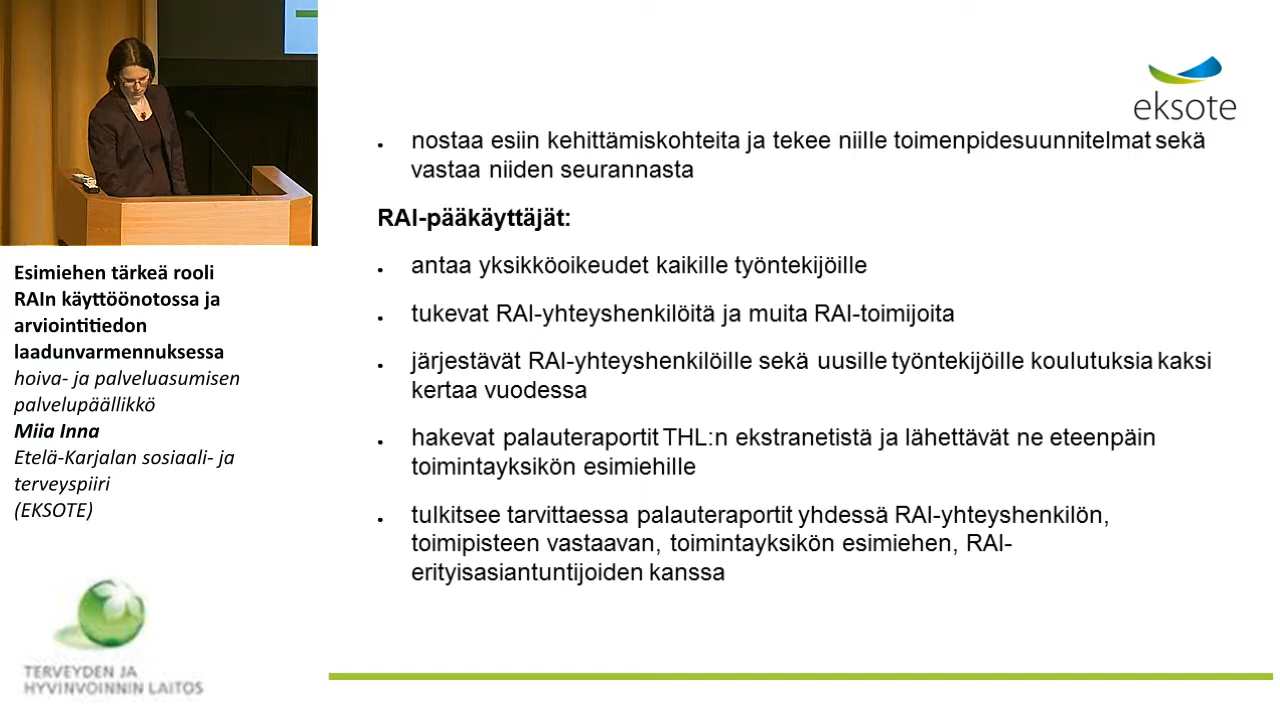 eksote
nostaa esiin kehittämiskohteita ja tekee niille toimenpidesuunnitelmat sekä
vastaa niiden seurannasta
RAI-pääkäyttäjät:
antaa yksikköoikeudet kaikille työntekijöille
tukevat RAI-yhteyshenkilöitä ja muita RAI-toimijoita
järjestävät RAI-yhteyshenkilöille sekä uusille työntekijöille koulutuksia kaksi
kertaa vuodessa
hakevat palauteraportit THL:n ekstranetistä ja lähettävät ne eteenpäin
toimintayksikön esimiehille
tulkitsee tarvittaessa palauteraportit yhdessä RAI-yhteyshenkilön,
toimipisteen vastaavan, toimintayksikön esimiehen, RAI-
erityisasiantuntijoiden kanssa
Esimiehen tärkeä rooli
RAIn käyttöönotossa ja
arviointitiedon
laadunvarmennuksessa
hoiva- ja palveluasumisen
palvelupäällikkö
Miia Inna
Etelä-Karjalan sosiaali- ja
terveyspiiri
(EKSOTE)
TERVEYDEN JA
HYVINVOINNIN LAITOS